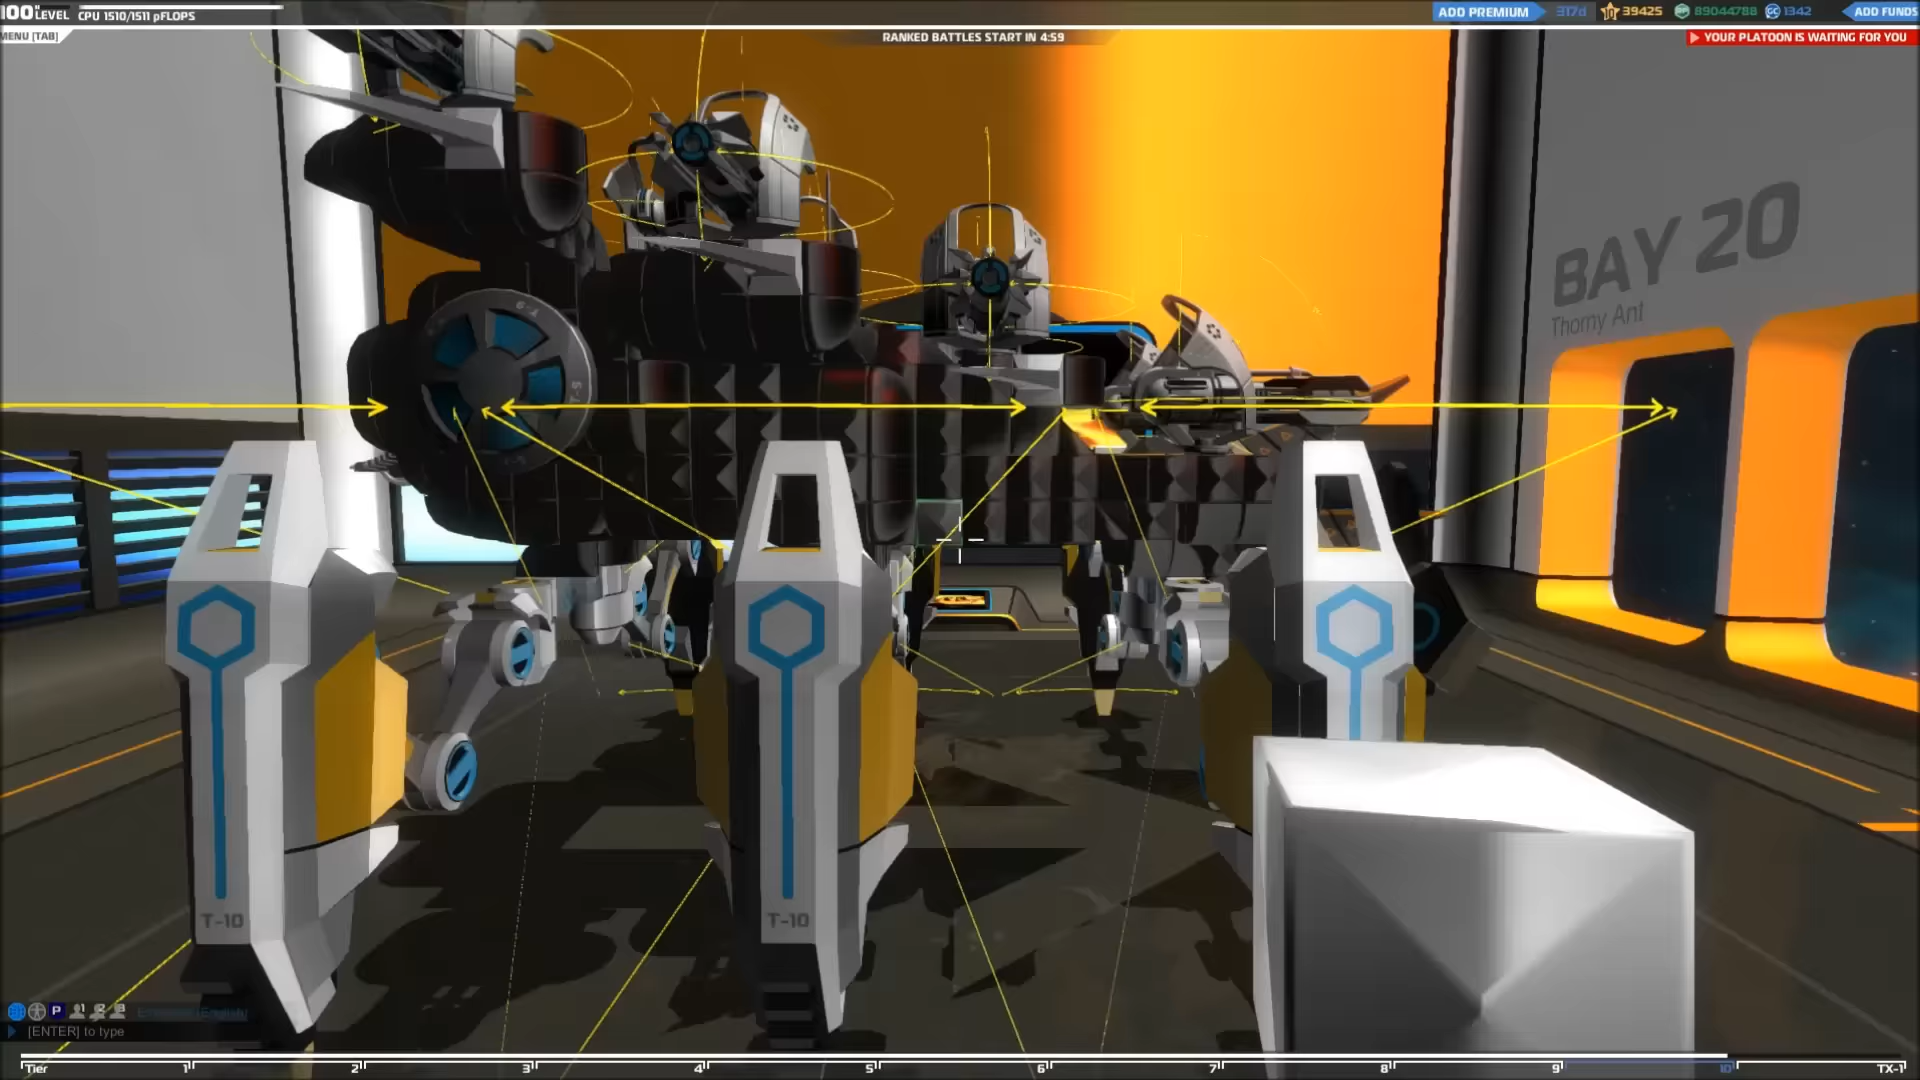 100 LEVEL CPU 1510/1511 pFLOPS
ADD PREMIUM 317d 39425 89044788 GC 1342 ADD FUNDS
MENU [TAB]
RANKED BATTLES START IN 4:59
YOUR PLATOON IS WAITING FOR YOU
BAY 20
Thorny Ant
T-10
T-10
P
[ENTER] to type
Tier 1 2 3 4 5 6 7 8 9 10 TX-1